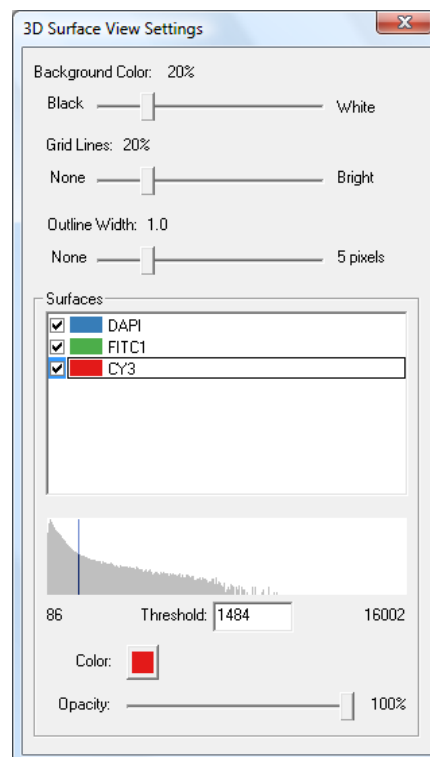 3D Surface View Settings
Background Color: 20%
Black White
Grid Lines: 20%
None Bright
Outline Width: 1.0
None 5 pixels
Surfaces
DAPI
FITC1
CY3
86 Threshold: 1484 16002
Color:
Opacity: 100%